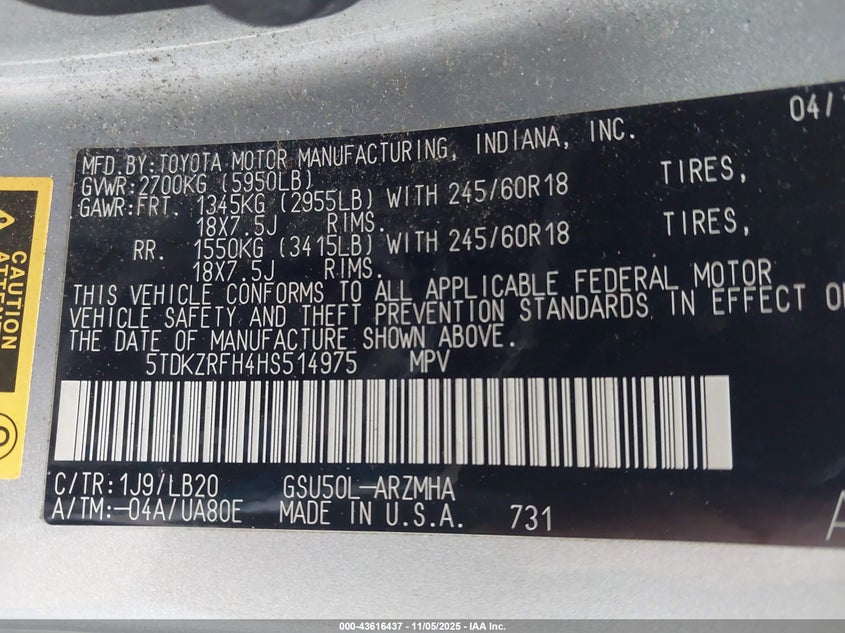 04/
MFD.BY:TOYOTA MOTOR MANUFACTURING, INDIANA, INC.
GVWR:2700KG (5950LB)
GAWR:FRT. 1345KG (2955LB) WITH 245/60R18 TIRES,
18X7.5J RIMS.
RR. 1550KG (3415LB) WITH 245/60R18 TIRES,
18X7.5J RIMS.
THIS VEHICLE CONFORMS TO ALL APPLICABLE FEDERAL MOTOR
VEHICLE SAFETY AND THEFT PREVENTION STANDARDS IN EFFECT O
THE DATE OF MANUFACTURE SHOWN ABOVE.
5TDKZRFH4HS514975 MPV
C/TR:1J9/LB20 GSU50L-ARZMHA
A/TM:-04A/UA80E MADE IN U.S.A. 731
A
CAUTION
ATTEN
000-43616437 - 11/05/2025 - IAA Inc.